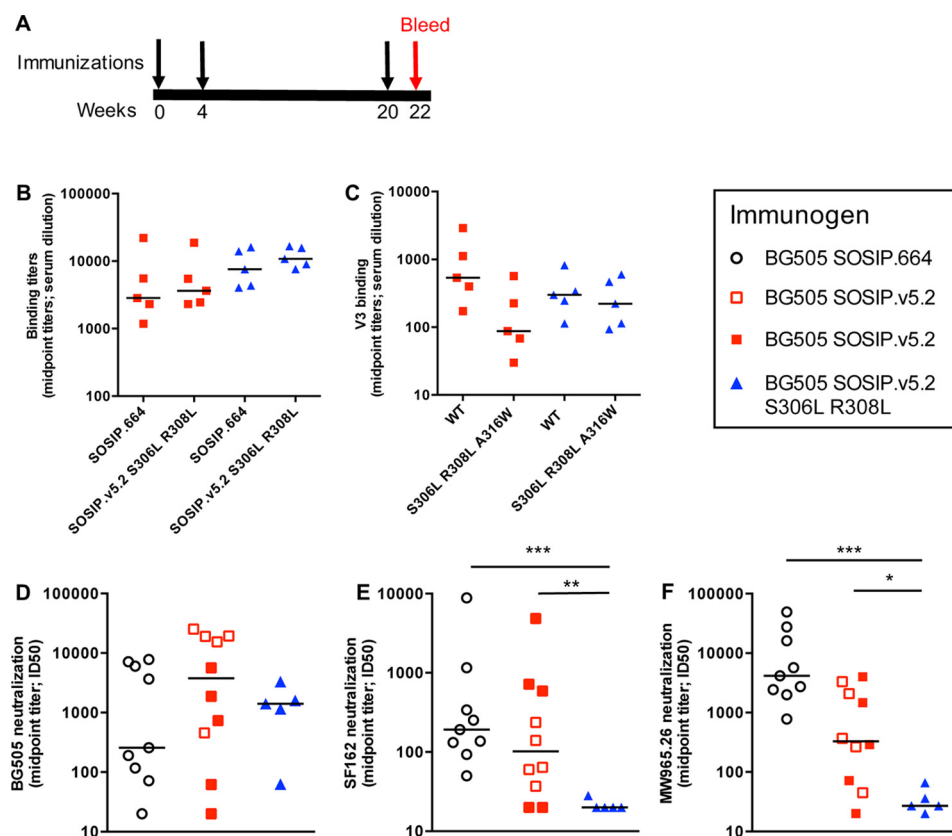 A
Bleed
Immunizations
Weeks
0
4
20
22
B
Binding titers
(midpoint titers; serum dilution)
100000
10000
1000
100
SOSIP.664
SOSIP.v5.2 S306L R308L
SOSIP.664
SOSIP.v5.2 S306L R308L
C
V3 binding
(midpoint titers; serum dilution)
10000
1000
100
10
WT
S306L R308L A316W
WT
S306L R308L A316W
Immunogen
BG505 SOSIP.664
BG505 SOSIP.v5.2
BG505 SOSIP.v5.2
BG505 SOSIP.v5.2
S306L R308L
D
BG505 neutralization
(midpoint titer; ID50)
100000
10000
1000
100
10
E
SF162 neutralization
(midpoint titer; ID50)
10000
1000
100
10
***
**
F
MW965.26 neutralization
(midpoint titer; ID50)
100000
10000
1000
100
10
***
*